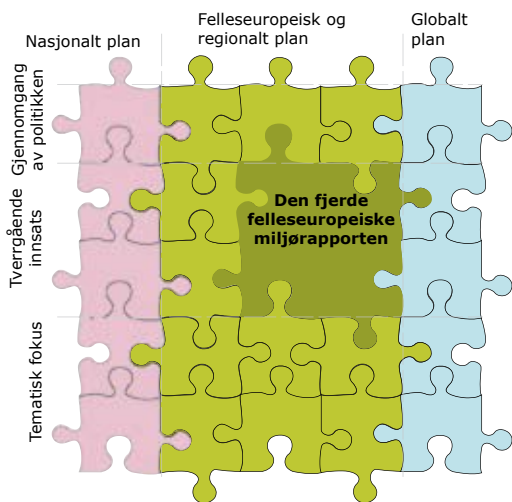 Nasjonalt plan
Felleseuropeisk og
regionalt plan
Globalt
plan
Gjennomgang
av politikken
Tverrgående
innsats
Tematisk fokus
Den fjerde
felleseuropeiske
miljørapporten